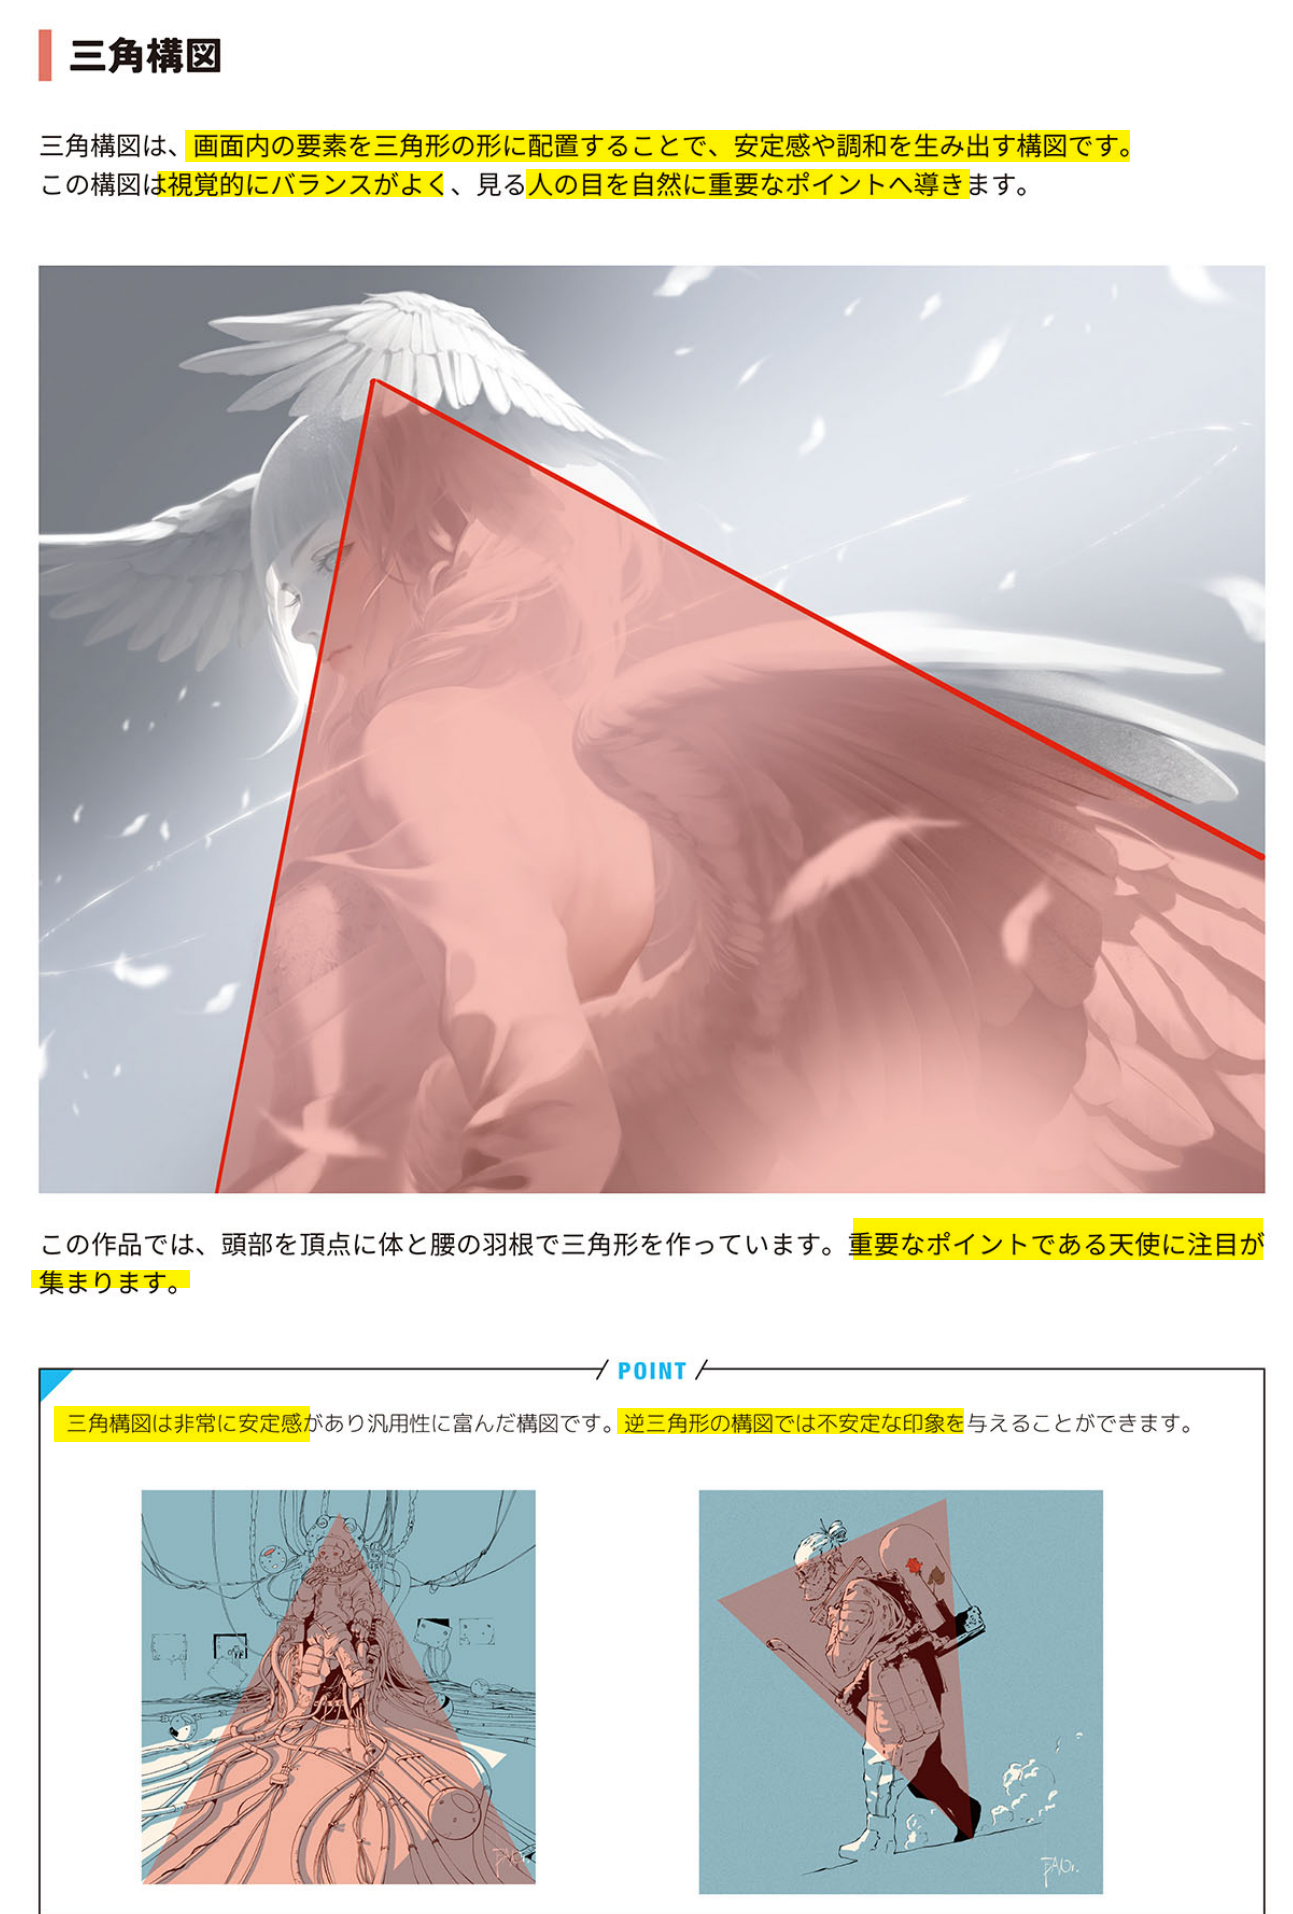 三角構図
三角構図は、画面内の要素を三角形の形に配置することで、安定感や調和を生み出す構図です。
この構図は視覚的にバランスがよく、見る人の目を自然に重要なポイントへ導きます。
この作品では、頭部を頂点に体と腰の羽根で三角形を作っています。重要なポイントである天使に注目が
集まります。
POINT
三角構図は非常に安定感があり汎用性に富んだ構図です。逆三角形の構図では不安定な印象を与えることができます。